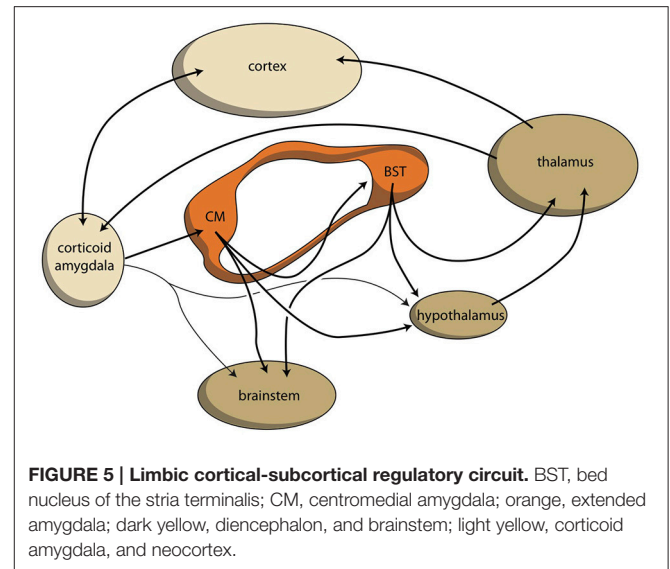 cortex
thalamus
BST
CM
corticoid
amygdala
hypothalamus
brainstem
FIGURE 5 | Limbic cortical-subcortical regulatory circuit. BST, bed
nucleus of the stria terminalis; CM, centromedial amygdala; orange, extended
amygdala; dark yellow, diencephalon, and brainstem; light yellow, corticoid
amygdala, and neocortex.